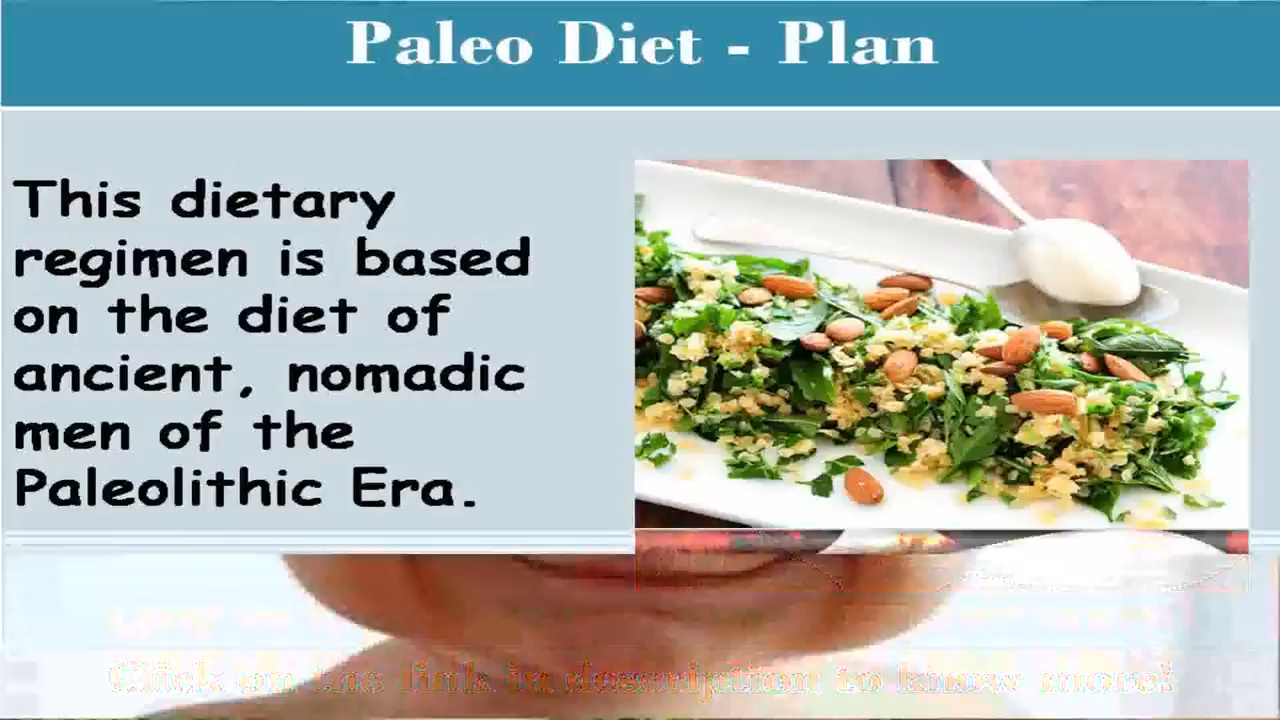 Paleo Diet - Plan
This dietary
regimen is based
on the diet of
ancient, nomadic
men of the
Paleolithic Era.
Click on the link in description to know more!